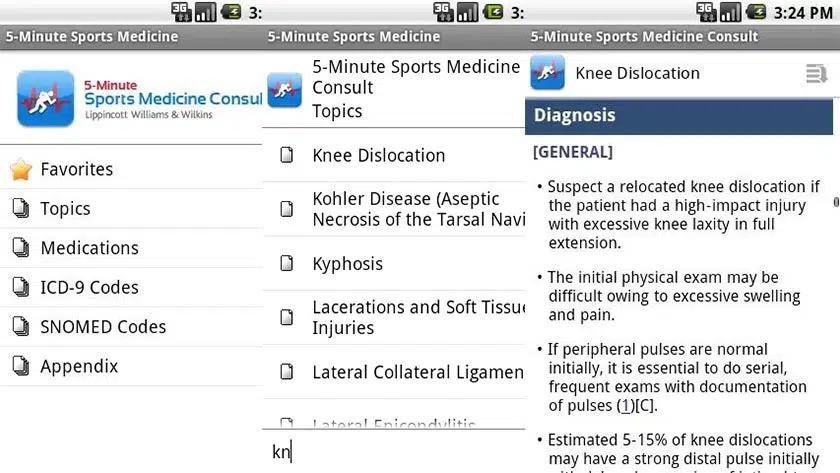 3G 3:
5-Minute Sports Medicine
5-Minute
Sports Medicine Consul
Lippincott Williams & Wilkins
Favorites
Topics
Medications
ICD-9 Codes
SNOMED Codes
Appendix
3G 3:
5-Minute Sports Medicine
5-Minute Sports Medicine
Consult
Topics
Knee Dislocation
Kohler Disease (Aseptic
Necrosis of the Tarsal Navi
Kyphosis
Lacerations and Soft Tissue
Injuries
Lateral Collateral Ligamen
Lateral Epicondylitis
kn
3G 3:24 PM
5-Minute Sports Medicine Consult
Knee Dislocation
Diagnosis
[GENERAL]
• Suspect a relocated knee dislocation if
the patient had a high-impact injury
with excessive knee laxity in full
extension.
• The initial physical exam may be
difficult owing to excessive swelling
and pain.
• If peripheral pulses are normal
initially, it is essential to do serial,
frequent exams with documentation
of pulses (1)[C].
• Estimated 5-15% of knee dislocations
may have a strong distal pulse initially